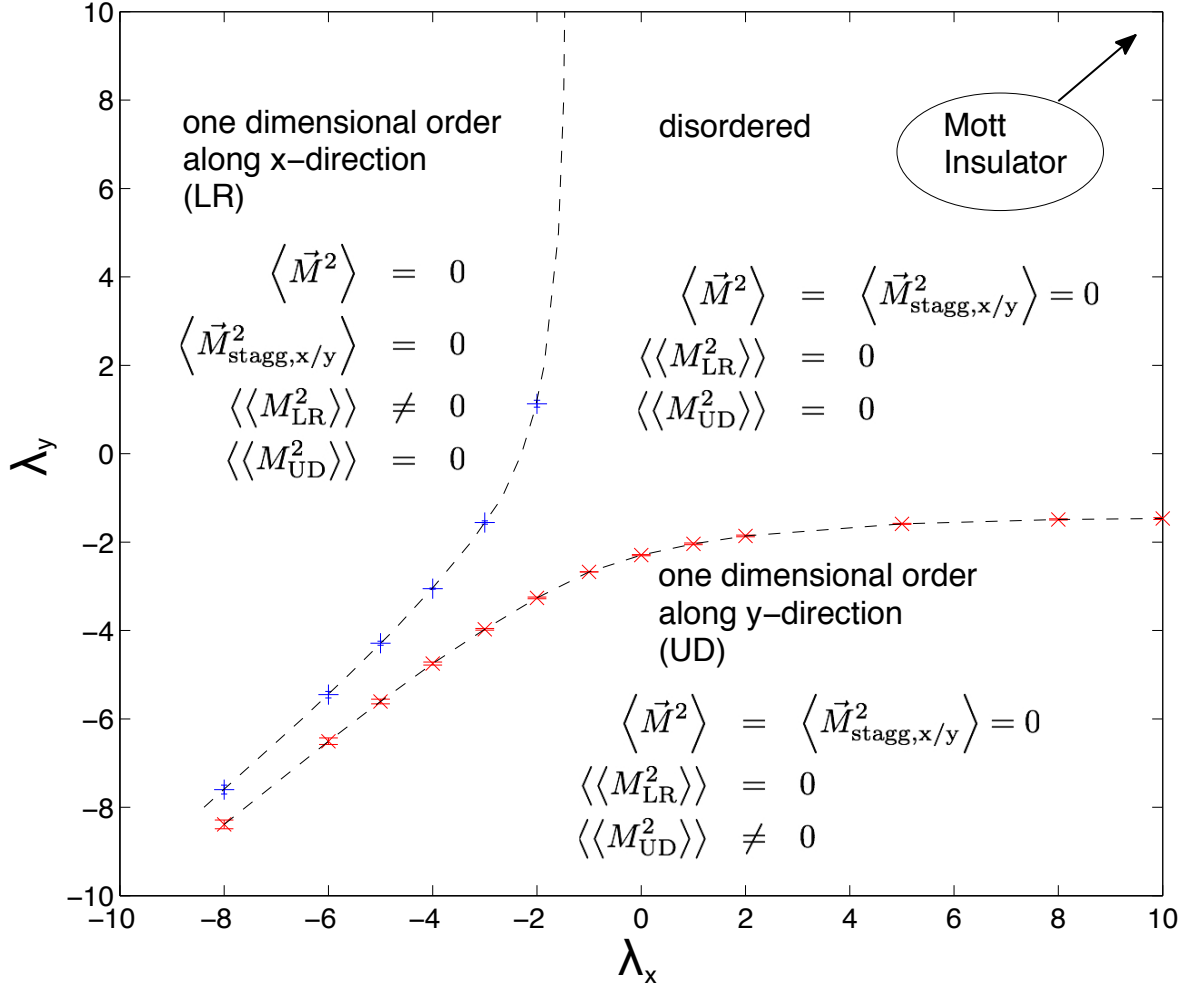 10
8
6
4
2
0
−2
−4
−6
−8
−10
λy
one dimensional order
along x−direction
(LR)
⟨M⃗²⟩ = 0
⟨M⃗²stagg,x/y⟩ = 0
⟨⟨M²LR⟩⟩ ≠ 0
⟨⟨M²UD⟩⟩ = 0
disordered
Mott
Insulator
⟨M⃗²⟩ = ⟨M⃗²stagg,x/y⟩ = 0
⟨⟨M²LR⟩⟩ = 0
⟨⟨M²UD⟩⟩ = 0
one dimensional order
along y−direction
(UD)
⟨M⃗²⟩ = ⟨M⃗²stagg,x/y⟩ = 0
⟨⟨M²LR⟩⟩ = 0
⟨⟨M²UD⟩⟩ ≠ 0
−10 −8 −6 −4 −2 0 2 4 6 8 10
λx